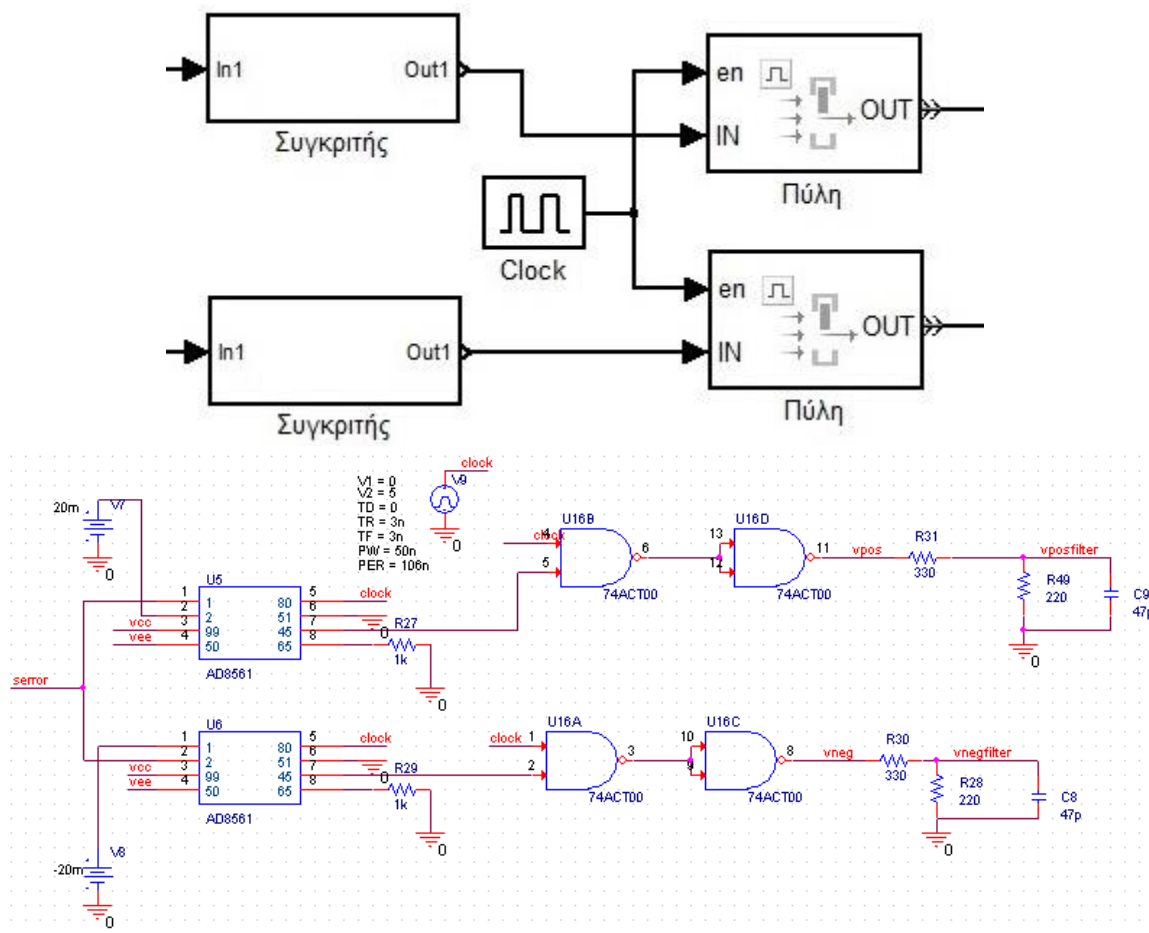 In1
Out1
Συγκριτής
en
IN
OUT
Πύλη
Clock
In1
Out1
Συγκριτής
en
IN
OUT
Πύλη
clock
V1 = 0
V2 = 5
TD = 0
TR = 3n
TF = 3n
PW = 50n
PER = 106n
V9
0
20m
V7
0
U5
1 1 80 5 clock
2 2 51 6
vcc 3 99 45 7
vee 4 50 65 8
0
R27
1k
0
AD8561
serror
clock
4
5
U16B
6
74ACT00
13
12
U16D
11
74ACT00
vpos
R31
330
vposfilter
R49
220
C9
47p
0
U6
1 1 80 5 clock
2 2 51 6
vcc 3 99 45 7
vee 4 50 65 8
0
R29
1k
0
AD8561
-20m
V8
0
clock
1
2
U16A
3
74ACT00
10
9
U16C
8
74ACT00
vneg
R30
330
vnegfilter
R28
220
C8
47p
0